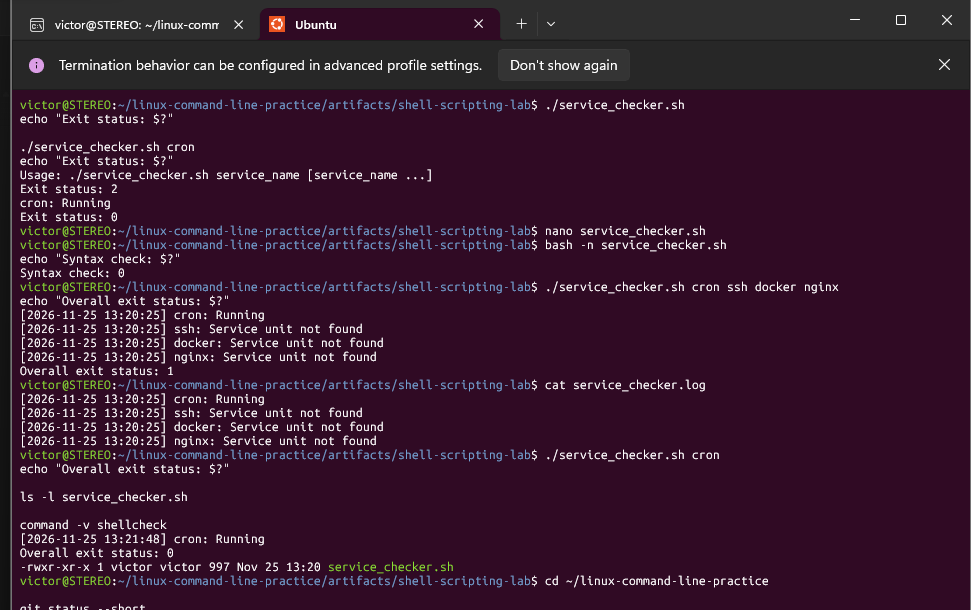 victor@STEREO: ~/linux-comm
Ubuntu
Termination behavior can be configured in advanced profile settings.
Don't show again
victor@STEREO:~/linux-command-line-practice/artifacts/shell-scripting-lab$ ./service_checker.sh
echo "Exit status: $?"
./service_checker.sh cron
echo "Exit status: $?"
Usage: ./service_checker.sh service_name [service_name ...]
Exit status: 2
cron: Running
Exit status: 0
victor@STEREO:~/linux-command-line-practice/artifacts/shell-scripting-lab$ nano service_checker.sh
victor@STEREO:~/linux-command-line-practice/artifacts/shell-scripting-lab$ bash -n service_checker.sh
echo "Syntax check: $?"
Syntax check: 0
victor@STEREO:~/linux-command-line-practice/artifacts/shell-scripting-lab$ ./service_checker.sh cron ssh docker nginx
echo "Overall exit status: $?"
[2026-11-25 13:20:25] cron: Running
[2026-11-25 13:20:25] ssh: Service unit not found
[2026-11-25 13:20:25] docker: Service unit not found
[2026-11-25 13:20:25] nginx: Service unit not found
Overall exit status: 1
victor@STEREO:~/linux-command-line-practice/artifacts/shell-scripting-lab$ cat service_checker.log
[2026-11-25 13:20:25] cron: Running
[2026-11-25 13:20:25] ssh: Service unit not found
[2026-11-25 13:20:25] docker: Service unit not found
[2026-11-25 13:20:25] nginx: Service unit not found
victor@STEREO:~/linux-command-line-practice/artifacts/shell-scripting-lab$ ./service_checker.sh cron
echo "Overall exit status: $?"
ls -l service_checker.sh
command -v shellcheck
[2026-11-25 13:21:48] cron: Running
Overall exit status: 0
-rwxr-xr-x 1 victor victor 997 Nov 25 13:20 service_checker.sh
victor@STEREO:~/linux-command-line-practice/artifacts/shell-scripting-lab$ cd ~/linux-command-line-practice
git status --short